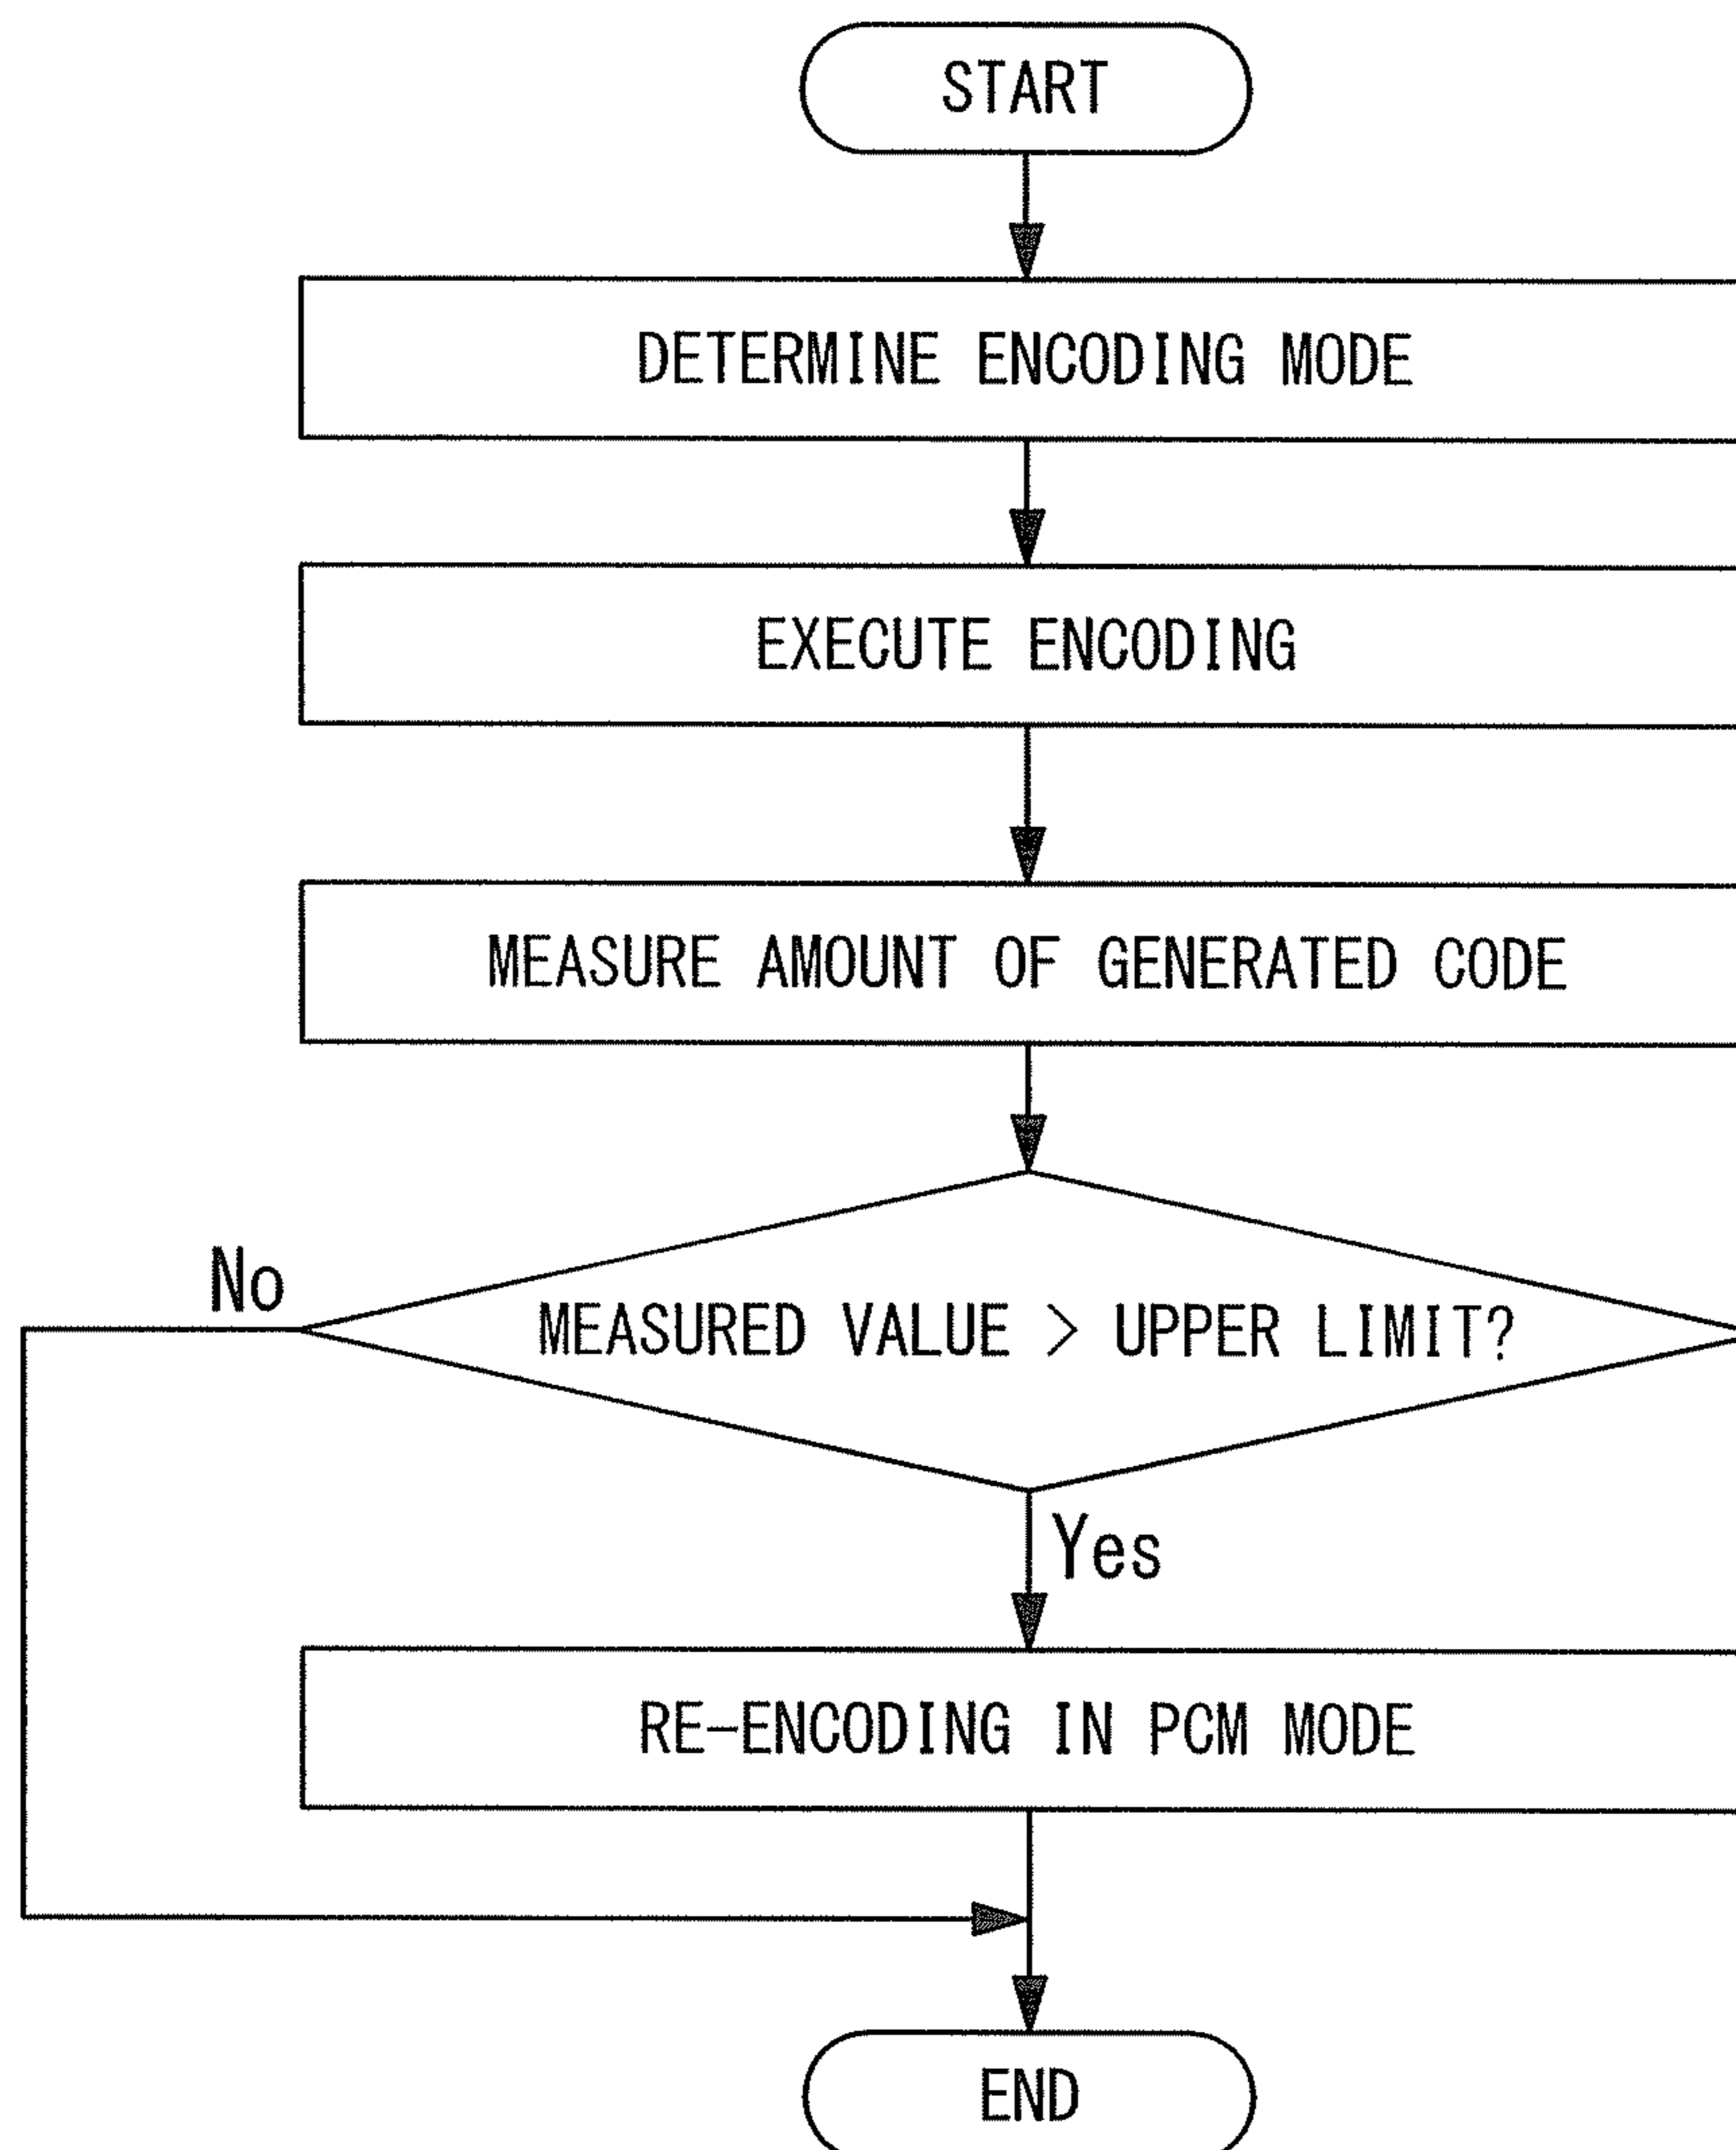 START
DETERMINE ENCODING MODE
EXECUTE ENCODING
MEASURE AMOUNT OF GENERATED CODE
No
MEASURED VALUE > UPPER LIMIT?
Yes
RE-ENCODING IN PCM MODE
END